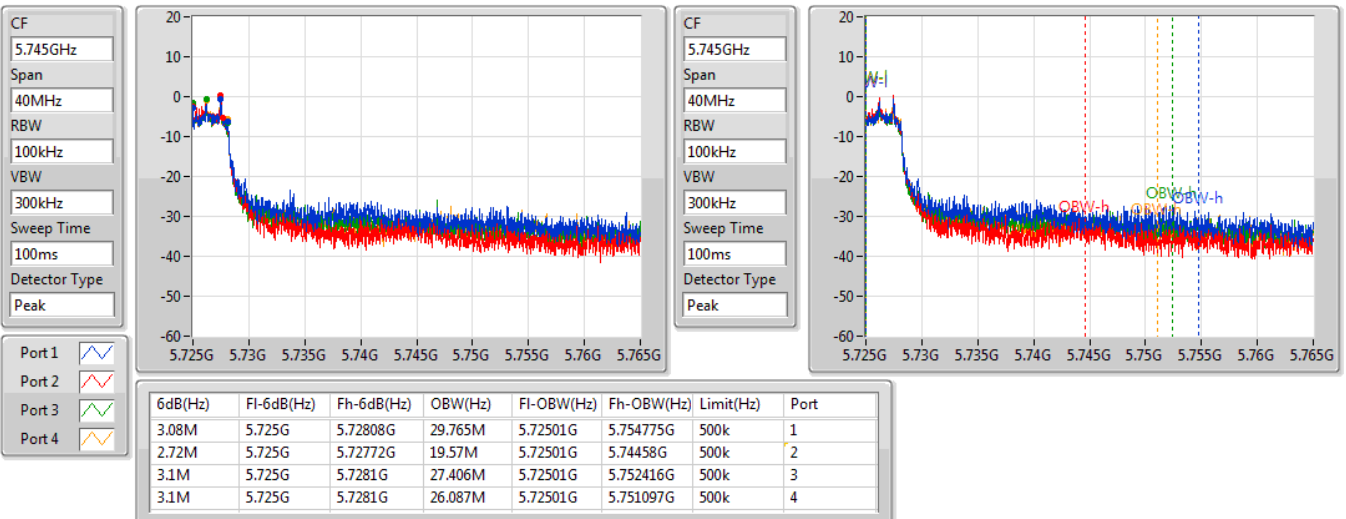 CF
5.745GHz
Span
40MHz
RBW
100kHz
VBW
300kHz
Sweep Time
100ms
Detector Type
Peak
20
10
0
-10
-20
-30
-40
-50
-60
5.725G 5.73G 5.735G 5.74G 5.745G 5.75G 5.755G 5.76G 5.765G
CF
5.745GHz
Span
40MHz
RBW
100kHz
VBW
300kHz
Sweep Time
100ms
Detector Type
Peak
20
10
0
-10
-20
-30
-40
-50
-60
OBW-h
OBW-h
OBW-h
5.725G 5.73G 5.735G 5.74G 5.745G 5.75G 5.755G 5.76G 5.765G
Port 1
Port 2
Port 3
Port 4
6dB(Hz) Fl-6dB(Hz) Fh-6dB(Hz) OBW(Hz) Fl-OBW(Hz) Fh-OBW(Hz) Limit(Hz) Port
3.08M 5.725G 5.72808G 29.765M 5.72501G 5.754775G 500k 1
2.72M 5.725G 5.72772G 19.57M 5.72501G 5.74458G 500k 2
3.1M 5.725G 5.7281G 27.406M 5.72501G 5.752416G 500k 3
3.1M 5.725G 5.7281G 26.087M 5.72501G 5.751097G 500k 4